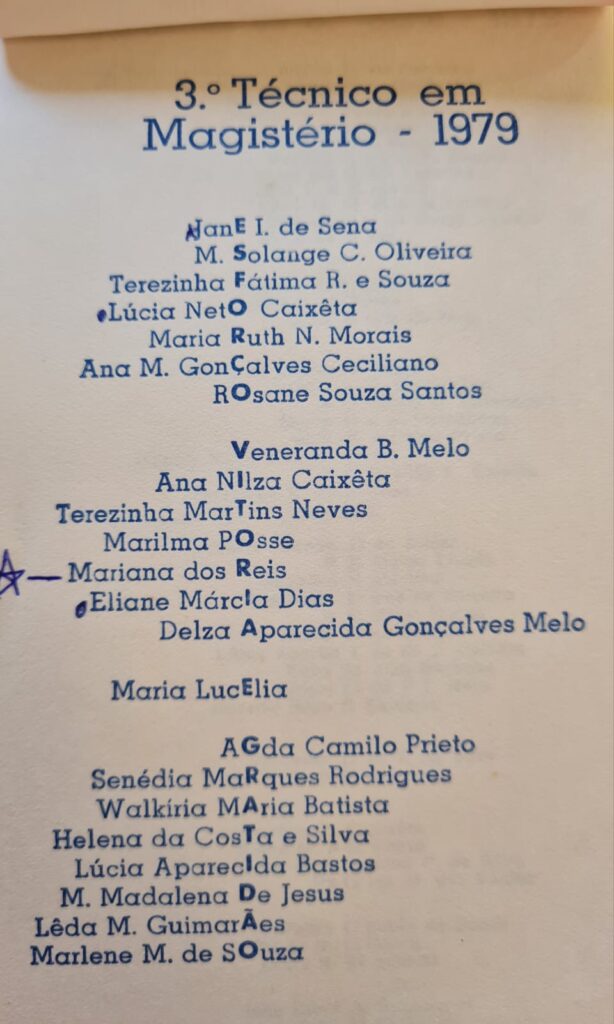 3.º Técnico em
Magistério - 1979
JanE I. de Sena
M. Solange C. Oliveira
Terezinha Fátima R. e Souza
Lúcia NetO Caixêta
Maria Ruth N. Morais
Ana M. GonÇalves Ceciliano
ROsane Souza Santos
Veneranda B. Melo
Ana NIlza Caixêta
Terezinha MarTins Neves
Marilma POsse
Mariana dos Reis
Eliane MárcIa Dias
Delza Aparecida Gonçalves Melo
Maria LucElia
AGda Camilo Prieto
Senédia MaRques Rodrigues
Walkíria MAria Batista
Helena da CosTa e Silva
Lúcia AparecIda Bastos
M. Madalena De Jesus
Lêda M. GuimarÃes
Marlene M. de SOuza